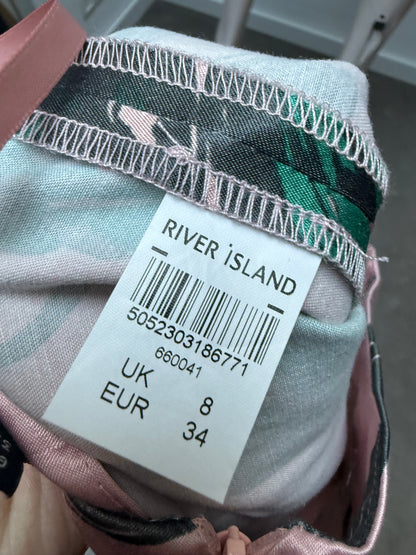 RIVER iSLAND
5052303186771
660041
UK 8
EUR 34